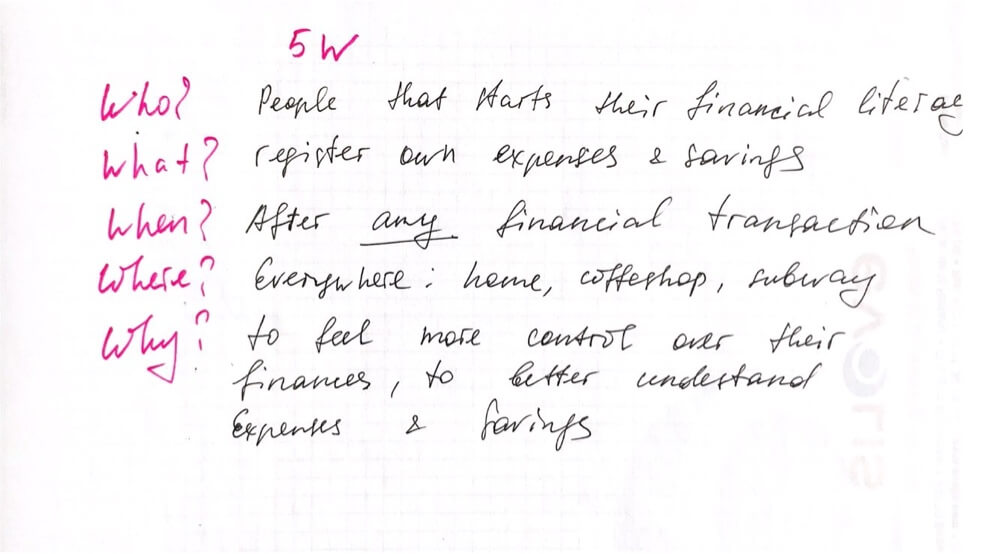 5 W
Who? People that starts their financial literacy
What? register own expenses & savings
When? After any financial transaction
Where? Everywhere: home, coffeshop, subway
Why? to feel more control over their
finances, to better understand
Expenses & Savings
EVOLIS